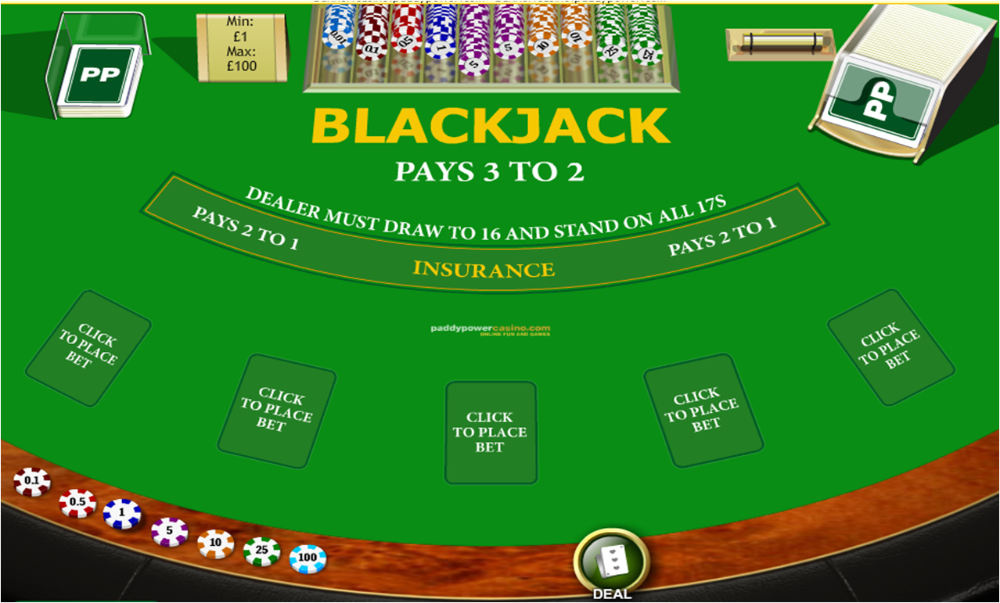 Min:
£1
Max:
£100
PP
PP
100
0.1
0.5
1
5
5
10
10
25
25
BLACKJACK
PAYS 3 TO 2
DEALER MUST DRAW TO 16 AND STAND ON ALL 17S
PAYS 2 TO 1
INSURANCE
PAYS 2 TO 1
paddypowercasino.com
ONLINE FUN AND GAMES
CLICK
TO PLACE
BET
CLICK
TO PLACE
BET
CLICK
TO PLACE
BET
CLICK
TO PLACE
BET
CLICK
TO PLACE
BET
0.1
0.5
1
5
10
25
100
DEAL